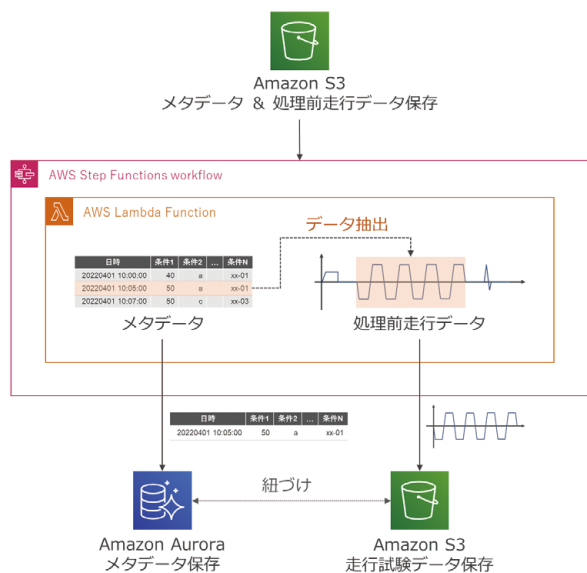 Amazon S3
メタデータ & 処理前走行データ保存
AWS Step Functions workflow
AWS Lambda Function
データ抽出
日時 条件1 条件2 ... 条件N
20220401 10:00:00 40 a xx-01
20220401 10:05:00 50 a xx-01
20220401 10:07:00 50 c xx-03
メタデータ
処理前走行データ
日時 条件1 条件2 ... 条件N
20220401 10:05:00 50 a xx-01
紐づけ
Amazon Aurora
メタデータ保存
Amazon S3
走行試験データ保存